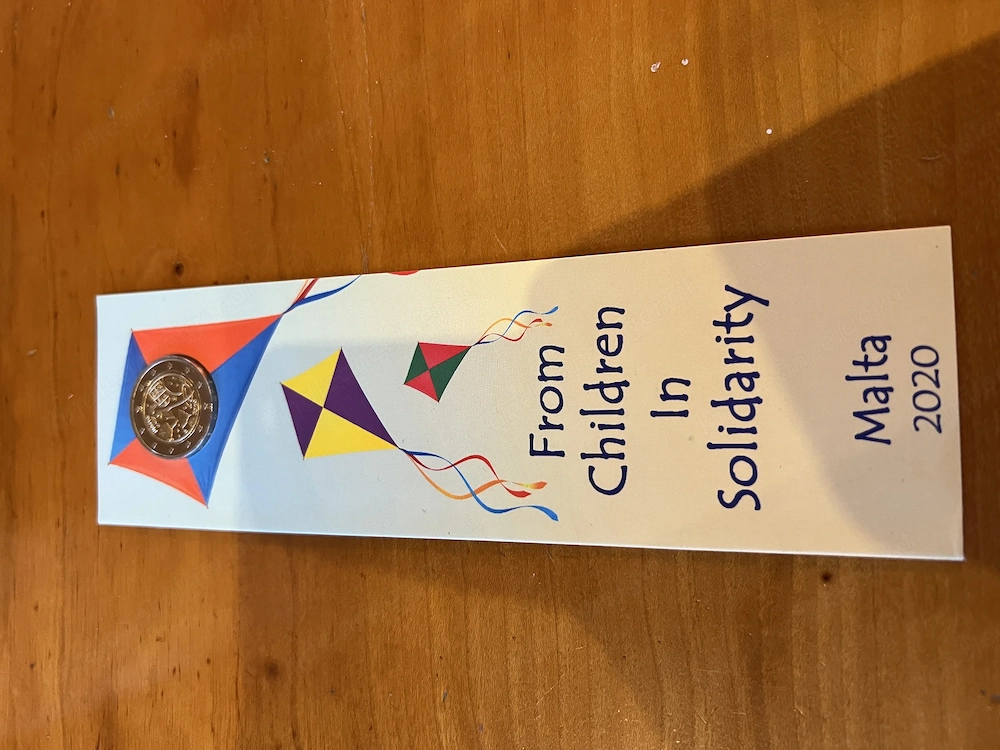 From
Children
In
Solidarity
Malta
2020